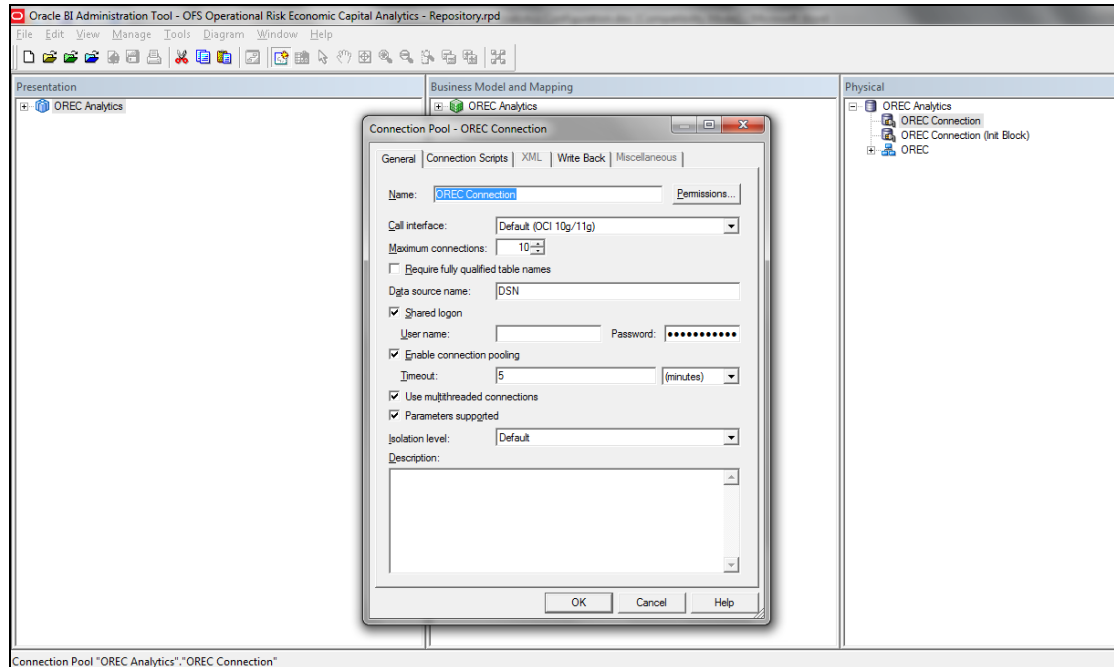 Oracle BI Administration Tool - OFS Operational Risk Economic Capital Analytics - Repository.rpd
File Edit View Manage Tools Diagram Window Help
Presentation
OREC Analytics
Business Model and Mapping
OREC Analytics
Physical
OREC Analytics
OREC Connection
OREC Connection (Init Block)
OREC
Connection Pool - OREC Connection
General Connection Scripts XML Write Back Miscellaneous
Name: OREC Connection Permissions...
Call interface: Default (OCI 10g/11g)
Maximum connections: 10
Require fully qualified table names
Data source name: DSN
Shared logon
User name: Password: ●●●●●●●●●●●
Enable connection pooling
Timeout: 5 (minutes)
Use multithreaded connections
Parameters supported
Isolation level: Default
Description:
OK Cancel Help
Connection Pool "OREC Analytics"."OREC Connection"